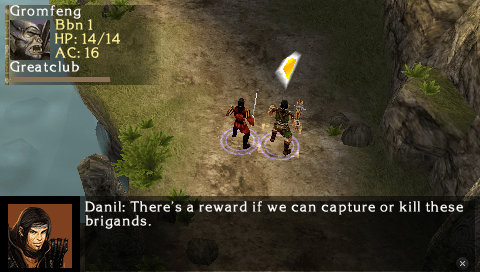 Gromfeng
Bbn 1
HP: 14/14
AC: 16
Greatclub
Danil: There's a reward if we can capture or kill these
brigands.